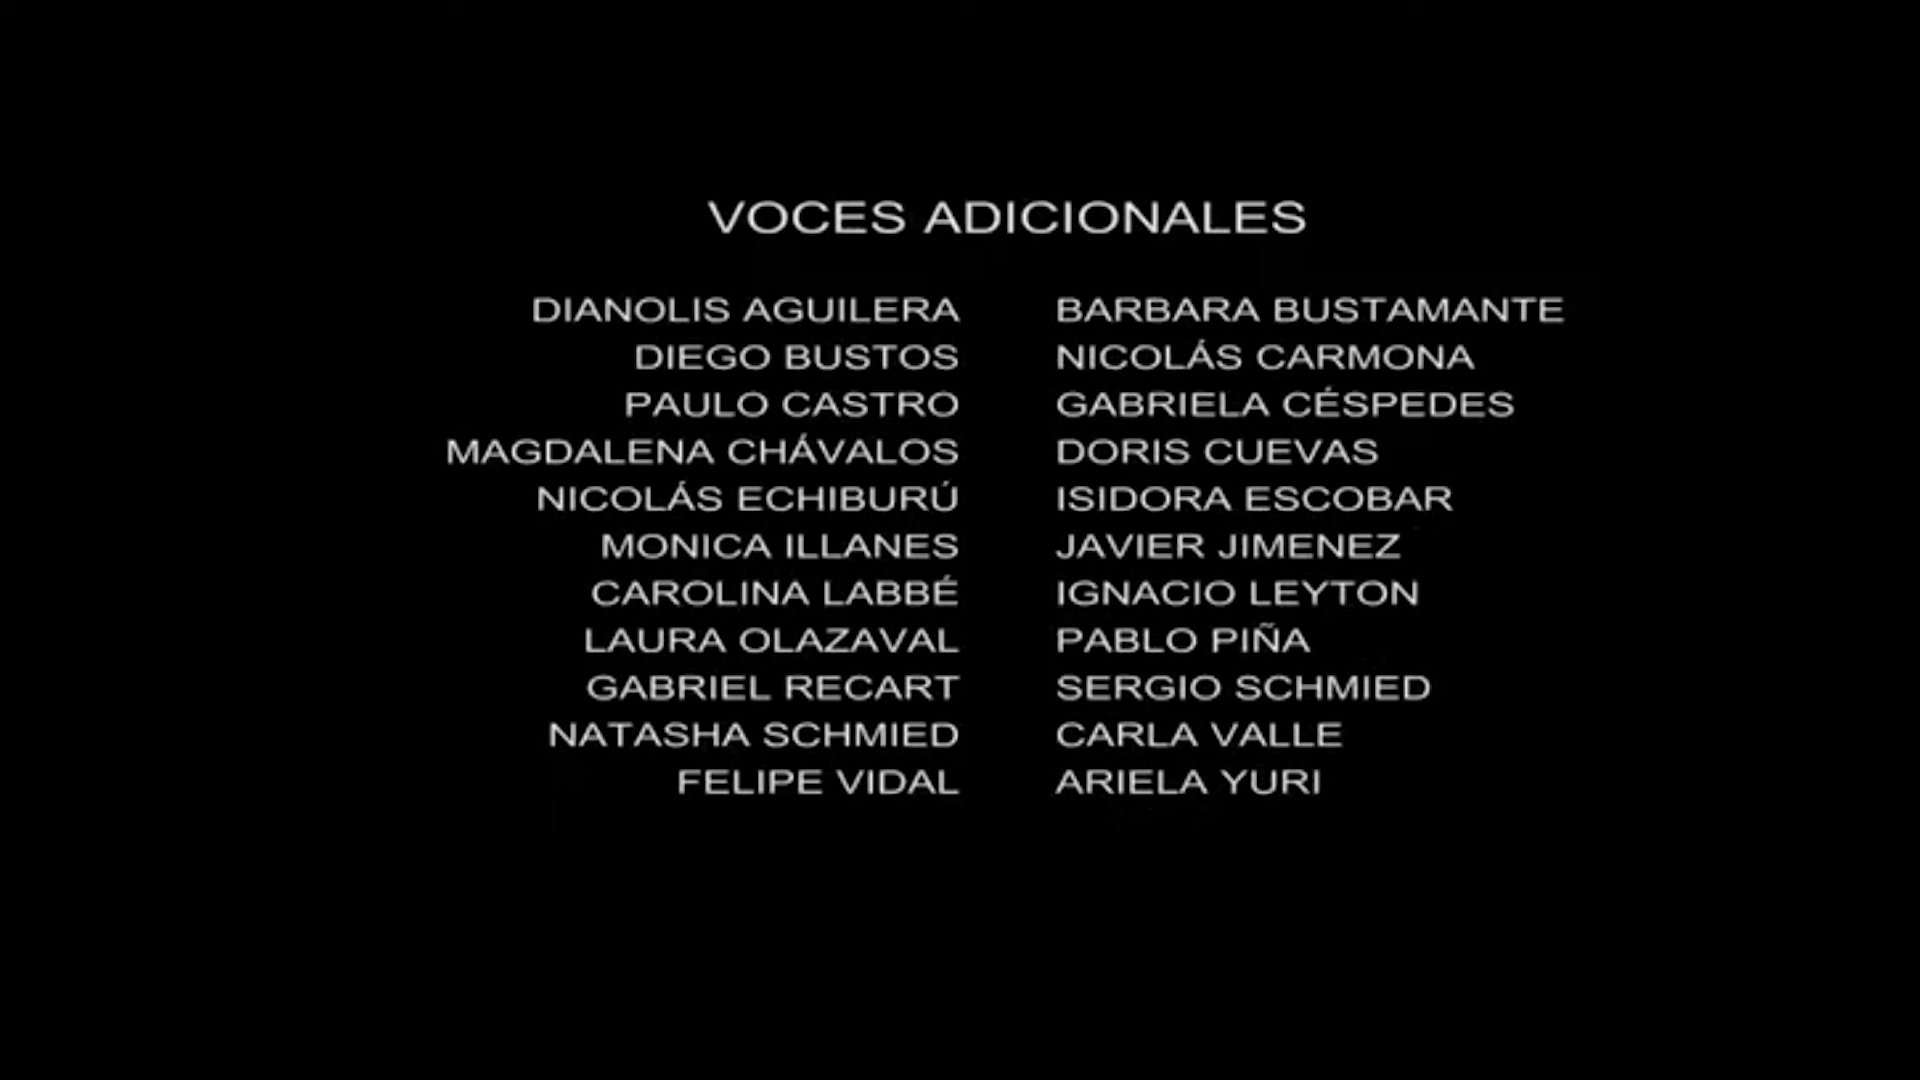 VOCES ADICIONALES
DIANOLIS AGUILERA BARBARA BUSTAMANTE
DIEGO BUSTOS NICOLÁS CARMONA
PAULO CASTRO GABRIELA CÉSPEDES
MAGDALENA CHÁVALOS DORIS CUEVAS
NICOLÁS ECHIBURÚ ISIDORA ESCOBAR
MONICA ILLANES JAVIER JIMENEZ
CAROLINA LABBÉ IGNACIO LEYTON
LAURA OLAZAVAL PABLO PIÑA
GABRIEL RECART SERGIO SCHMIED
NATASHA SCHMIED CARLA VALLE
FELIPE VIDAL ARIELA YURI